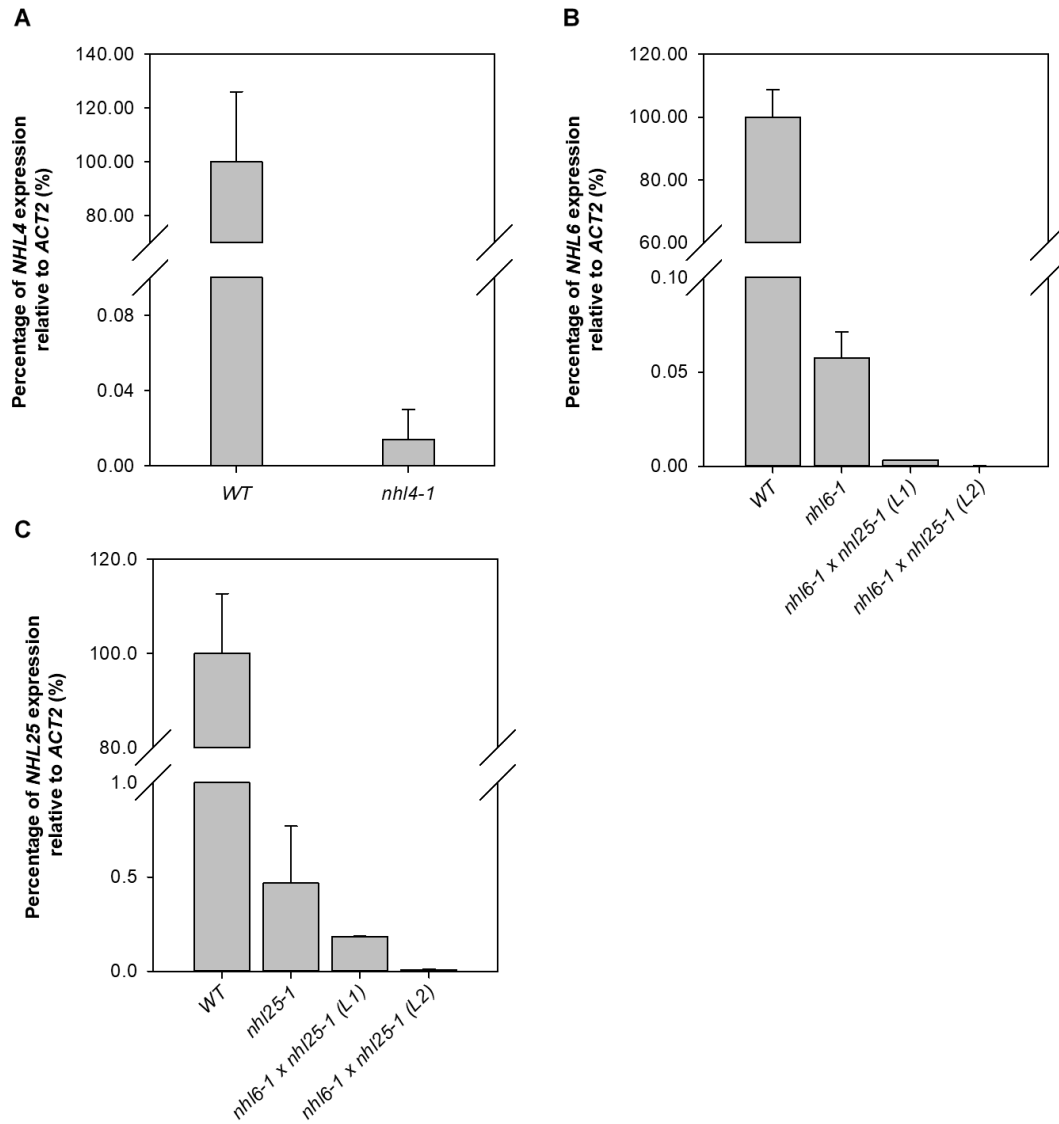 A
Percentage of NHL4 expression
relative to ACT2 (%)
140.00
120.00
100.00
80.00
0.08
0.04
0.00
WT
nhl4-1
B
Percentage of NHL6 expression
relative to ACT2 (%)
120.00
100.00
80.00
60.00
0.10
0.05
0.00
WT
nhl6-1
nhl6-1 x nhl25-1 (L1)
nhl6-1 x nhl25-1 (L2)
C
Percentage of NHL25 expression
relative to ACT2 (%)
120.0
100.0
80.0
1.0
0.5
0.0
WT
nhl25-1
nhl6-1 x nhl25-1 (L1)
nhl6-1 x nhl25-1 (L2)